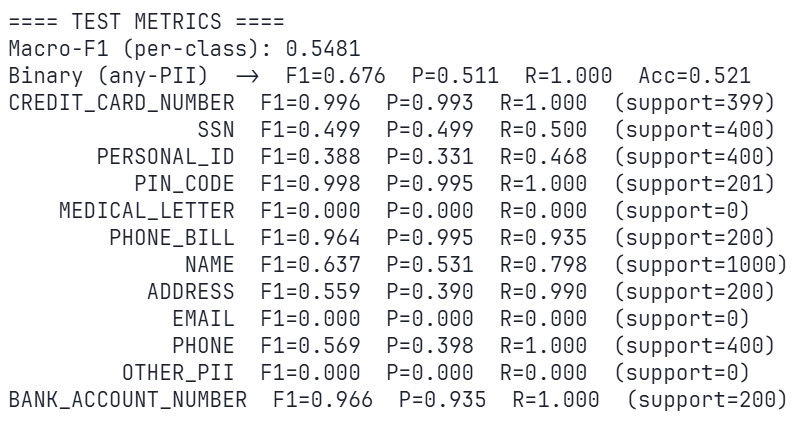 ==== TEST METRICS ====
Macro-F1 (per-class): 0.5481
Binary (any-PII)  →  F1=0.676  P=0.511  R=1.000  Acc=0.521
CREDIT_CARD_NUMBER  F1=0.996  P=0.993  R=1.000  (support=399)
SSN  F1=0.499  P=0.499  R=0.500  (support=400)
PERSONAL_ID  F1=0.388  P=0.331  R=0.468  (support=400)
PIN_CODE  F1=0.998  P=0.995  R=1.000  (support=201)
MEDICAL_LETTER  F1=0.000  P=0.000  R=0.000  (support=0)
PHONE_BILL  F1=0.964  P=0.995  R=0.935  (support=200)
NAME  F1=0.637  P=0.531  R=0.798  (support=1000)
ADDRESS  F1=0.559  P=0.390  R=0.990  (support=200)
EMAIL  F1=0.000  P=0.000  R=0.000  (support=0)
PHONE  F1=0.569  P=0.398  R=1.000  (support=400)
OTHER_PII  F1=0.000  P=0.000  R=0.000  (support=0)
BANK_ACCOUNT_NUMBER  F1=0.966  P=0.935  R=1.000  (support=200)